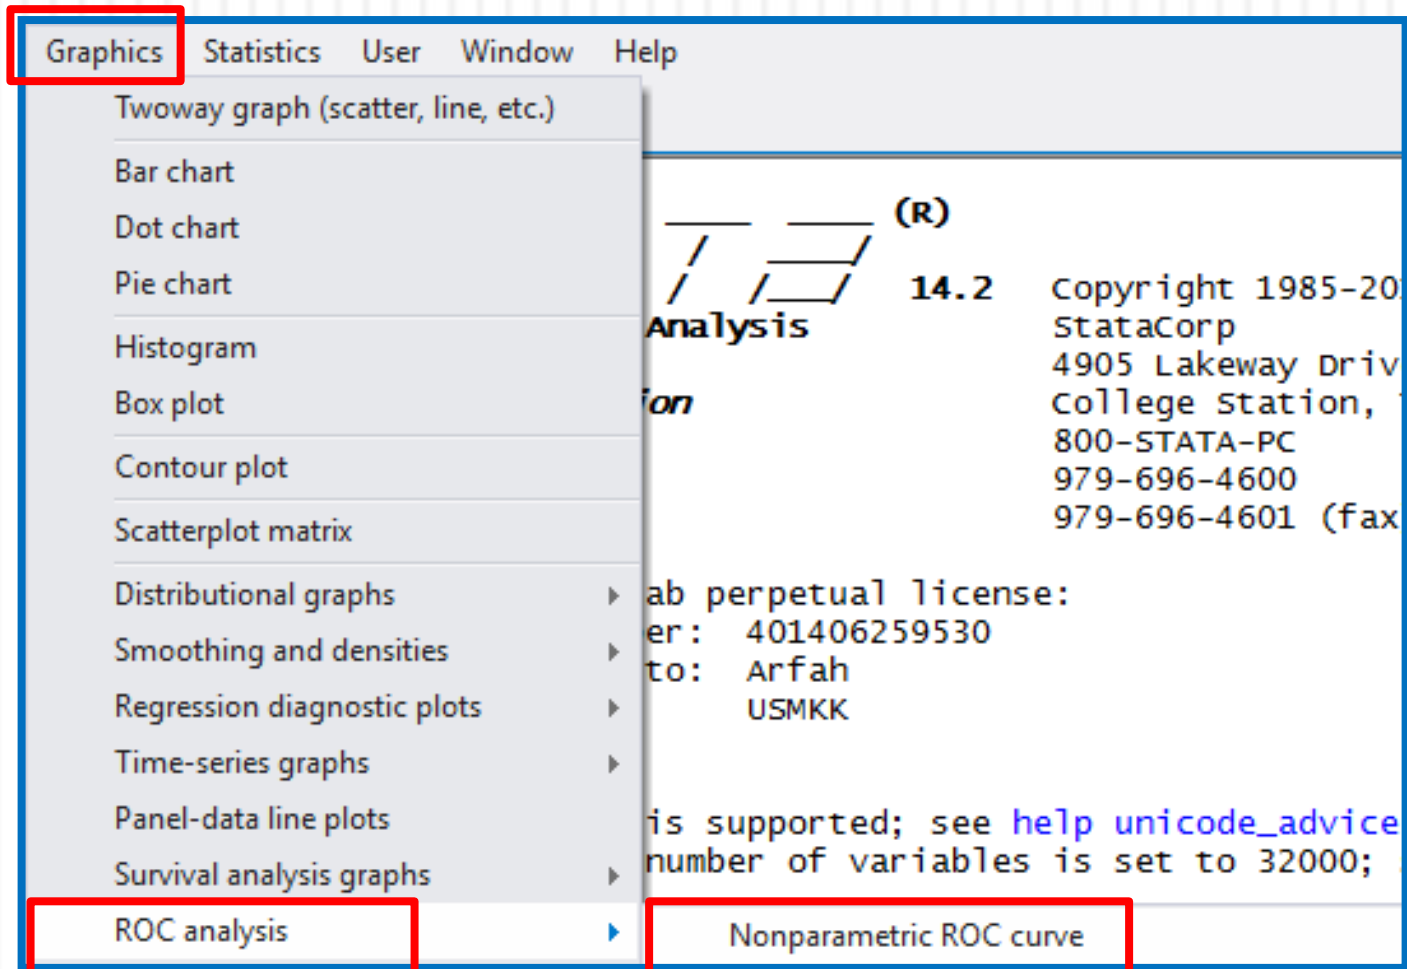 Graphics Statistics User Window Help
Twoway graph (scatter, line, etc.)
Bar chart
Dot chart
Pie chart
Histogram
Box plot
Contour plot
Scatterplot matrix
Distributional graphs
Smoothing and densities
Regression diagnostic plots
Time-series graphs
Panel-data line plots
Survival analysis graphs
ROC analysis
Nonparametric ROC curve
(R)
14.2 Copyright 1985-20
Analysis StataCorp
4905 Lakeway Driv
ion College Station,
800-STATA-PC
979-696-4600
979-696-4601 (fax
ab perpetual license:
er: 401406259530
to: Arfah
USMKK
is supported; see help unicode_advice
number of variables is set to 32000;